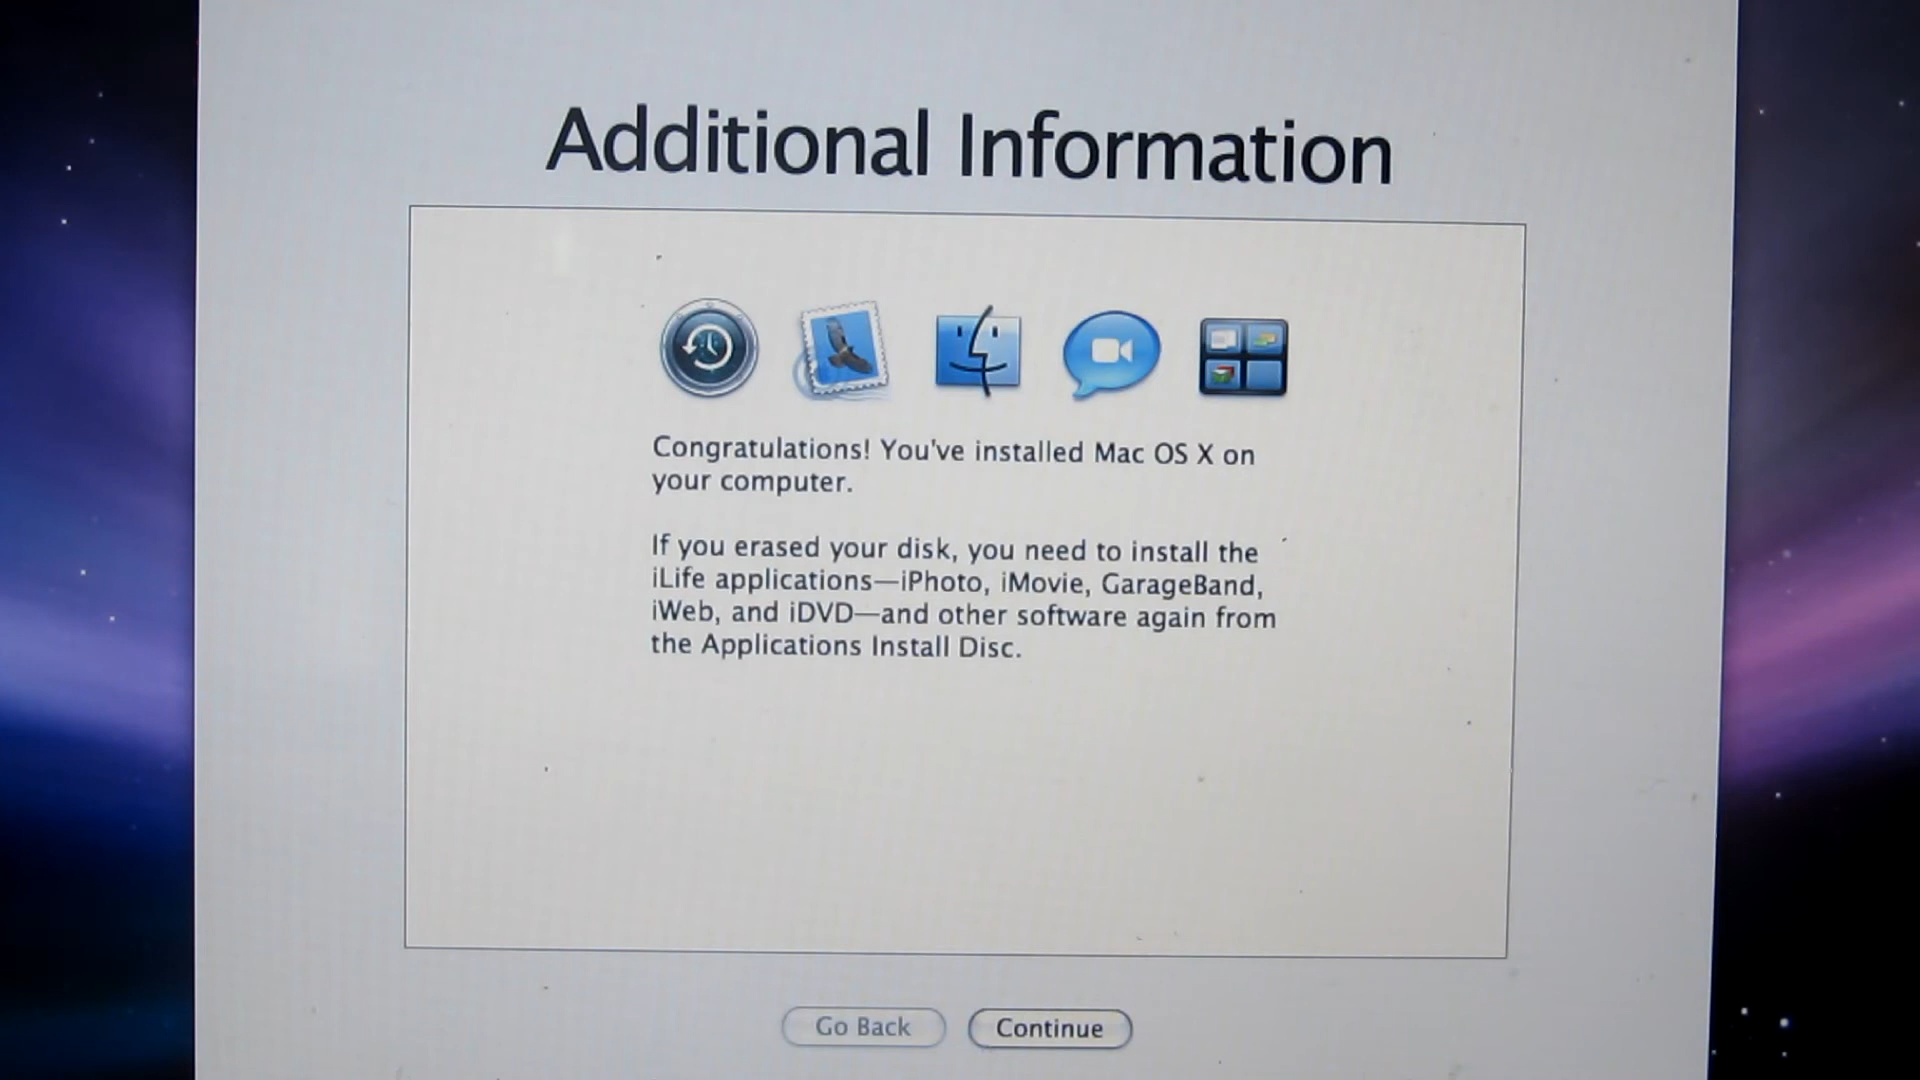 Additional Information
Congratulations! You've installed Mac OS X on
your computer.
If you erased your disk, you need to install the
iLife applications—iPhoto, iMovie, GarageBand,
iWeb, and iDVD—and other software again from
the Applications Install Disc.
Go Back
Continue